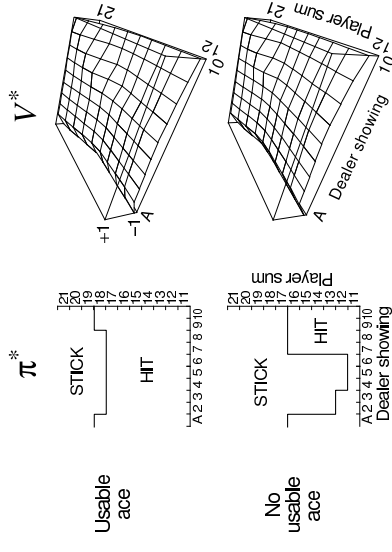 π*
V*
Usable
ace
STICK
HIT
21
20
19
18
17
16
15
14
13
12
11
A 2 3 4 5 6 7 8 9 10
+1
−1
A
10
12
21
No
usable
ace
STICK
HIT
21
20
19
18
17
16
15
14
13
12
11
Player sum
A 2 3 4 5 6 7 8 9 10
Dealer showing
A
Dealer showing
10
12
Player sum
21